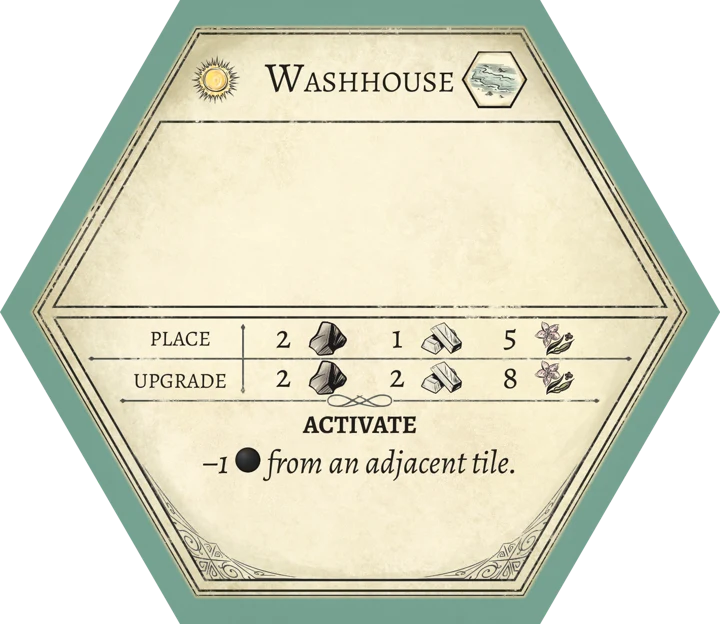 WASHHOUSE
PLACE 2 1 5
UPGRADE 2 2 8
ACTIVATE
–1 from an adjacent tile.